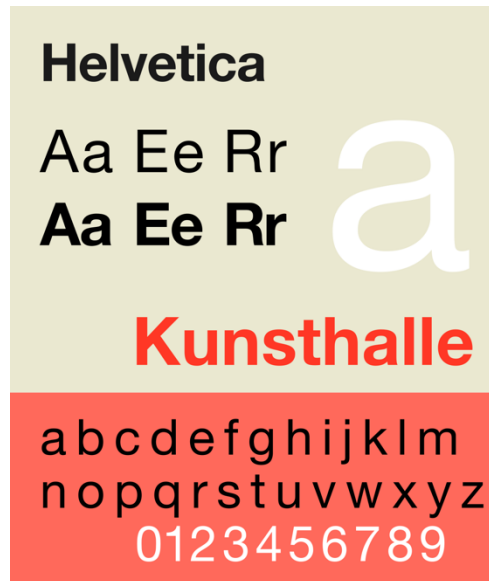 Helvetica
Aa Ee Rr
Aa Ee Rr
a
Kunsthalle
abcdefghijklm
nopqrstuvwxyz
0123456789